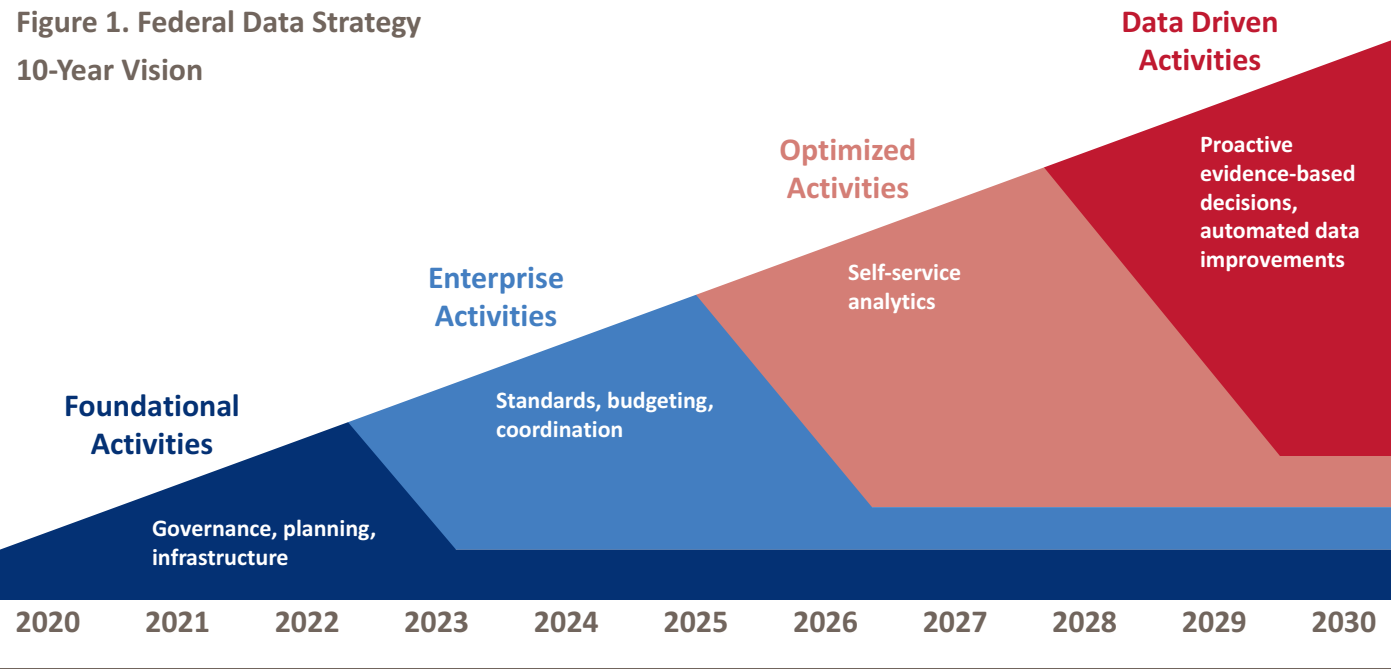 Figure 1. Federal Data Strategy
10-Year Vision
Data Driven
Activities
Proactive
evidence-based
decisions,
automated data
improvements
Optimized
Activities
Self-service
analytics
Enterprise
Activities
Standards, budgeting,
coordination
Foundational
Activities
Governance, planning,
infrastructure
2020 2021 2022 2023 2024 2025 2026 2027 2028 2029 2030